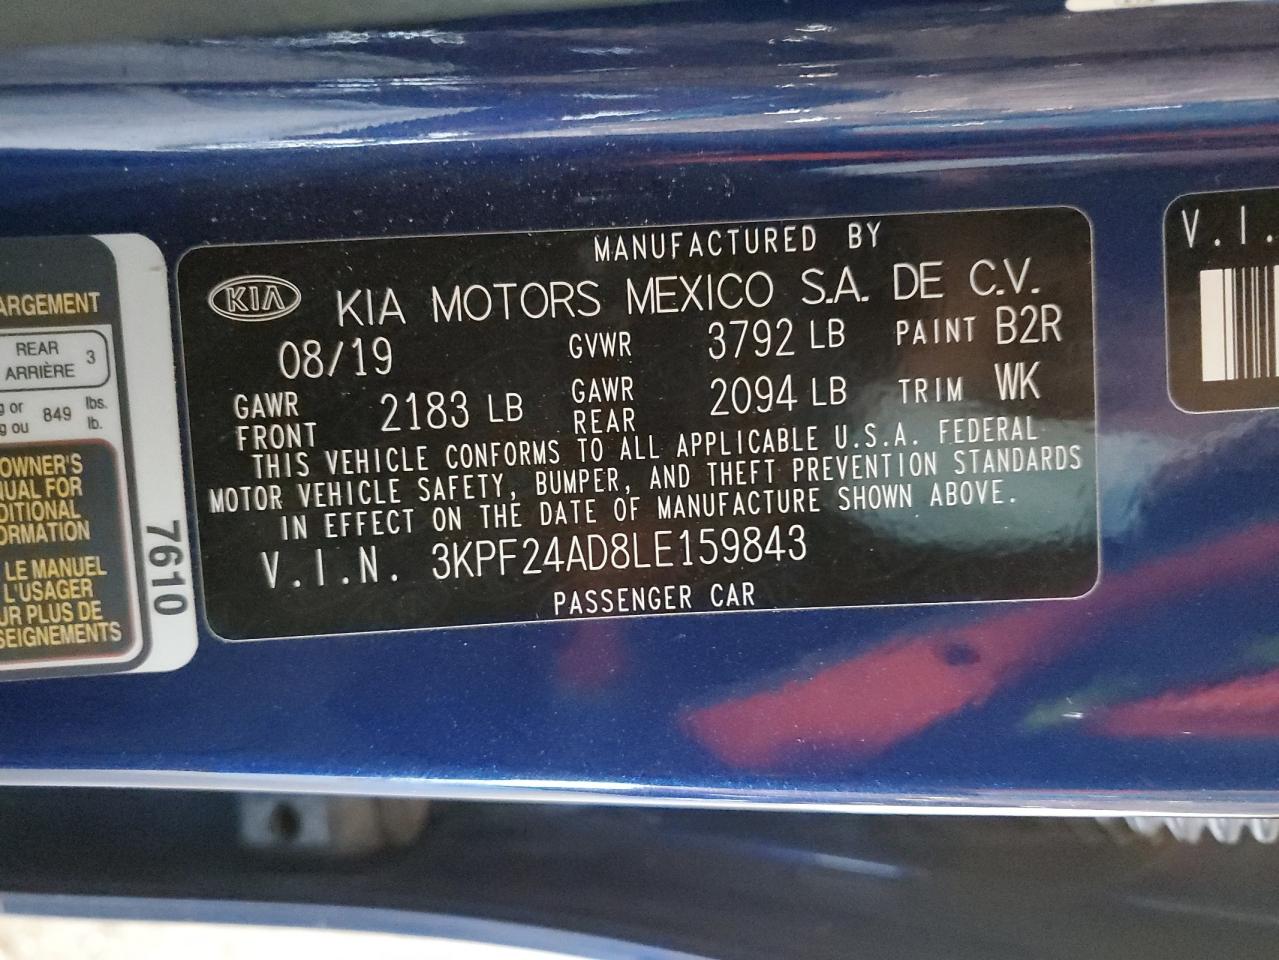 ARGEMENT
REAR
ARRIÈRE 3
g or
g ou 849 lbs.
lb.
OWNER'S
NUAL FOR
DITIONAL
ORMATION
LE MANUEL
L'USAGER
UR PLUS DE
SEIGNEMENTS
7610
MANUFACTURED BY
KIA KIA MOTORS MEXICO S.A. DE C.V.
08/19 GVWR 3792 LB PAINT B2R
GAWR FRONT 2183 LB GAWR REAR 2094 LB TRIM WK
THIS VEHICLE CONFORMS TO ALL APPLICABLE U.S.A. FEDERAL
MOTOR VEHICLE SAFETY, BUMPER, AND THEFT PREVENTION STANDARDS
IN EFFECT ON THE DATE OF MANUFACTURE SHOWN ABOVE.
V.I.N. 3KPF24AD8LE159843
PASSENGER CAR
V.I.